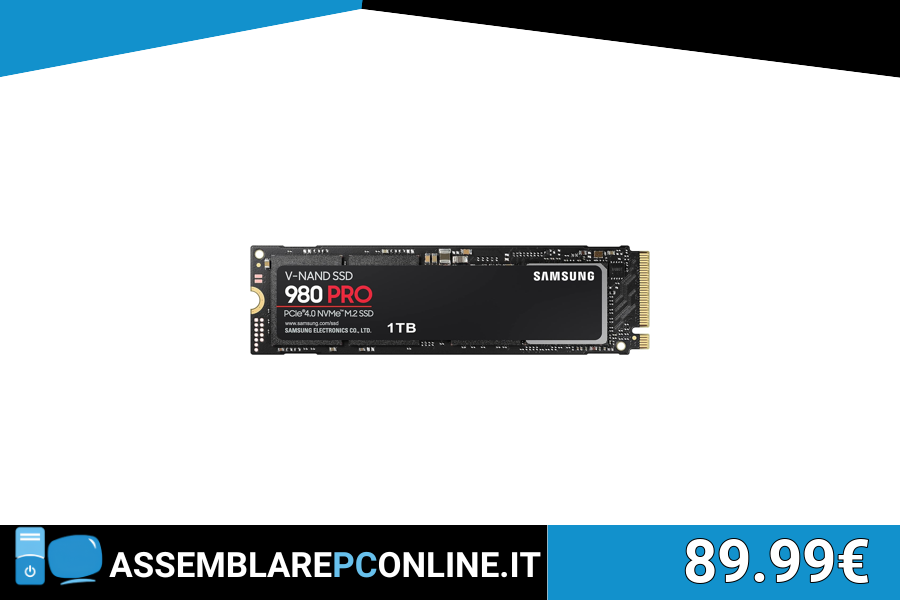 V-NAND SSD
980 PRO
PCIe® 4.0 NVMe™ M.2 SSD
www.samsung.com/ssd
SAMSUNG ELECTRONICS CO., LTD.
1TB
SAMSUNG
ASSEMBLAREPCONLINE.IT
89.99€